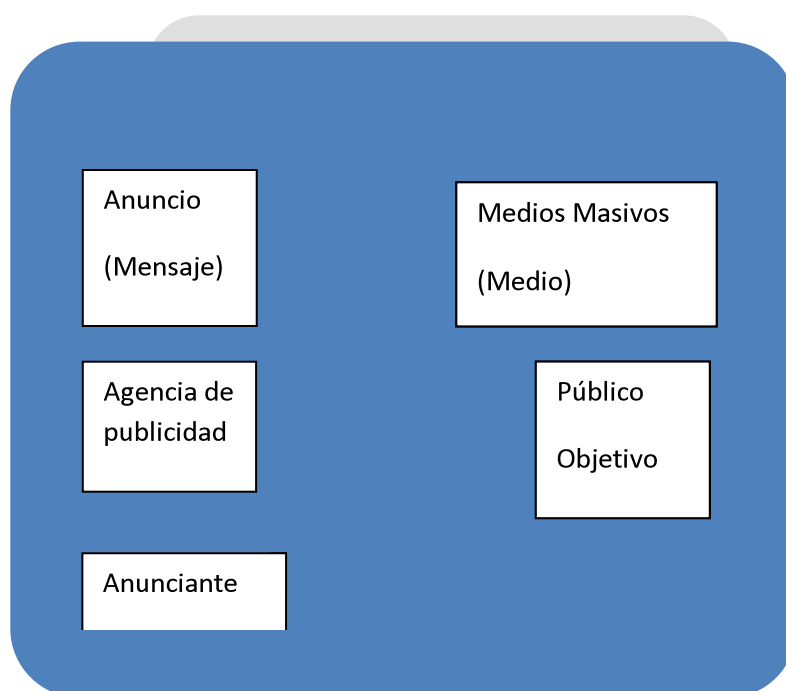 Anuncio
(Mensaje)
Medios Masivos
(Medio)
Agencia de
publicidad
Público
Objetivo
Anunciante